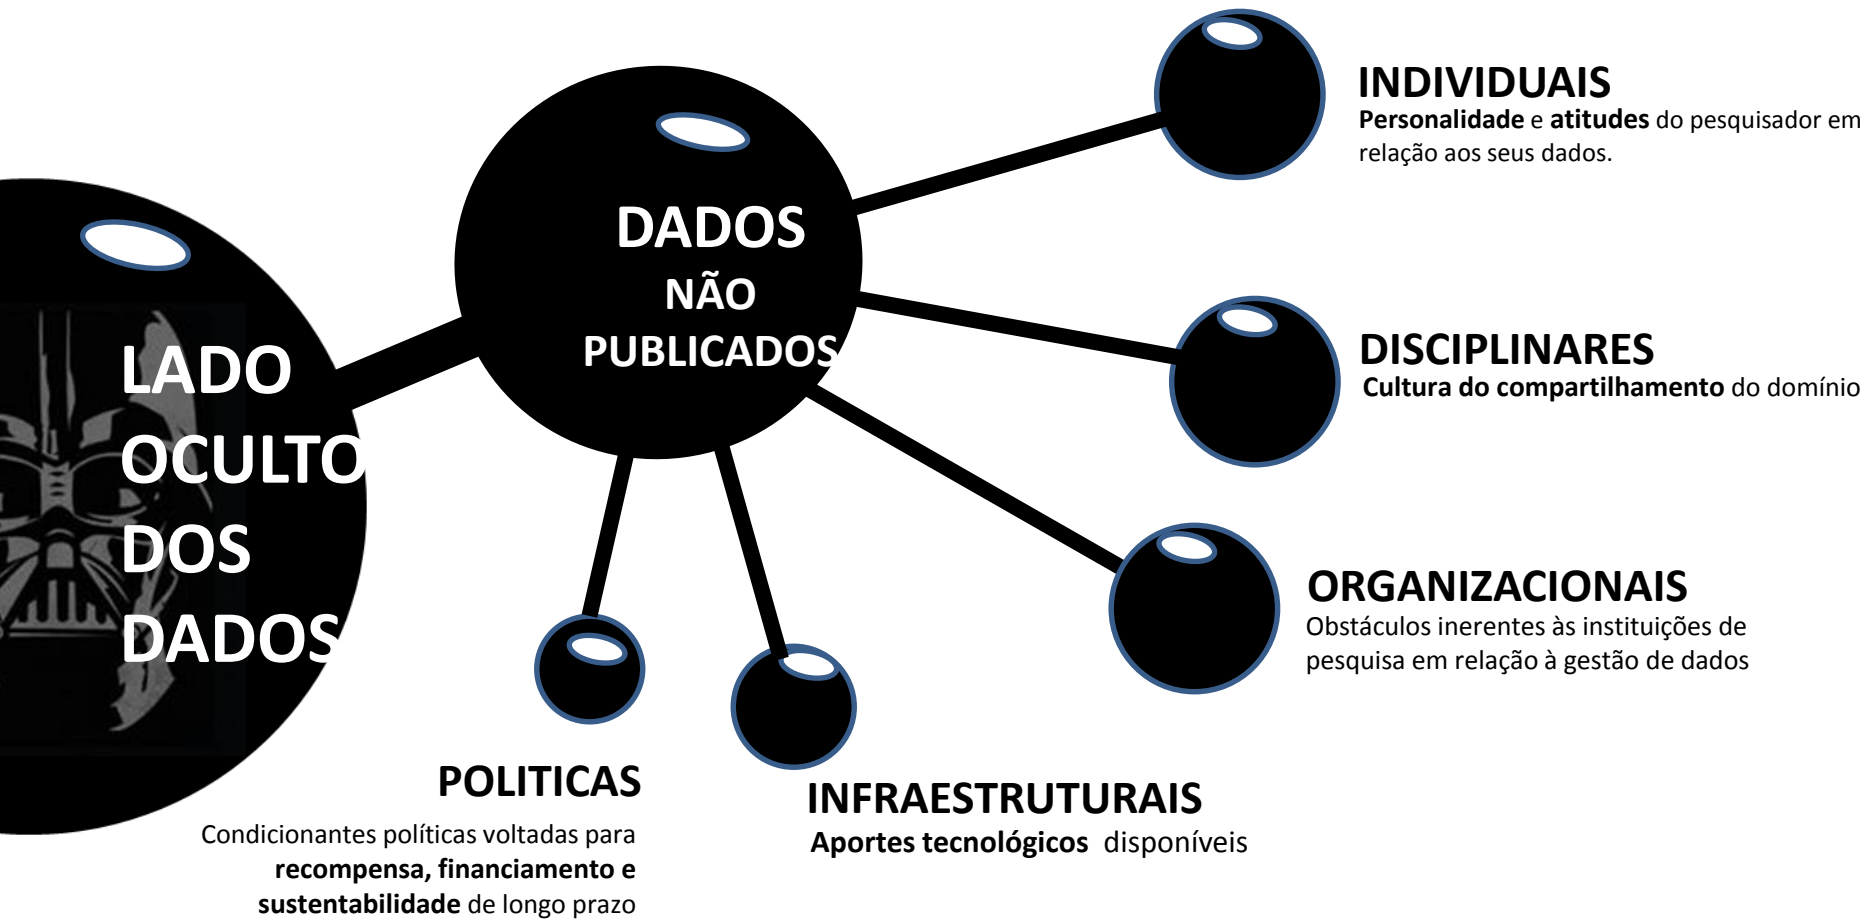 LADO
OCULTO
DOS
DADOS
DADOS
NÃO
PUBLICADOS
INDIVIDUAIS
Personalidade e atitudes do pesquisador em
relação aos seus dados.
DISCIPLINARES
Cultura do compartilhamento do domínio
ORGANIZACIONAIS
Obstáculos inerentes às instituições de
pesquisa em relação à gestão de dados
INFRAESTRUTURAIS
Aportes tecnológicos disponíveis
POLITICAS
Condicionantes políticas voltadas para
recompensa, financiamento e
sustentabilidade de longo prazo